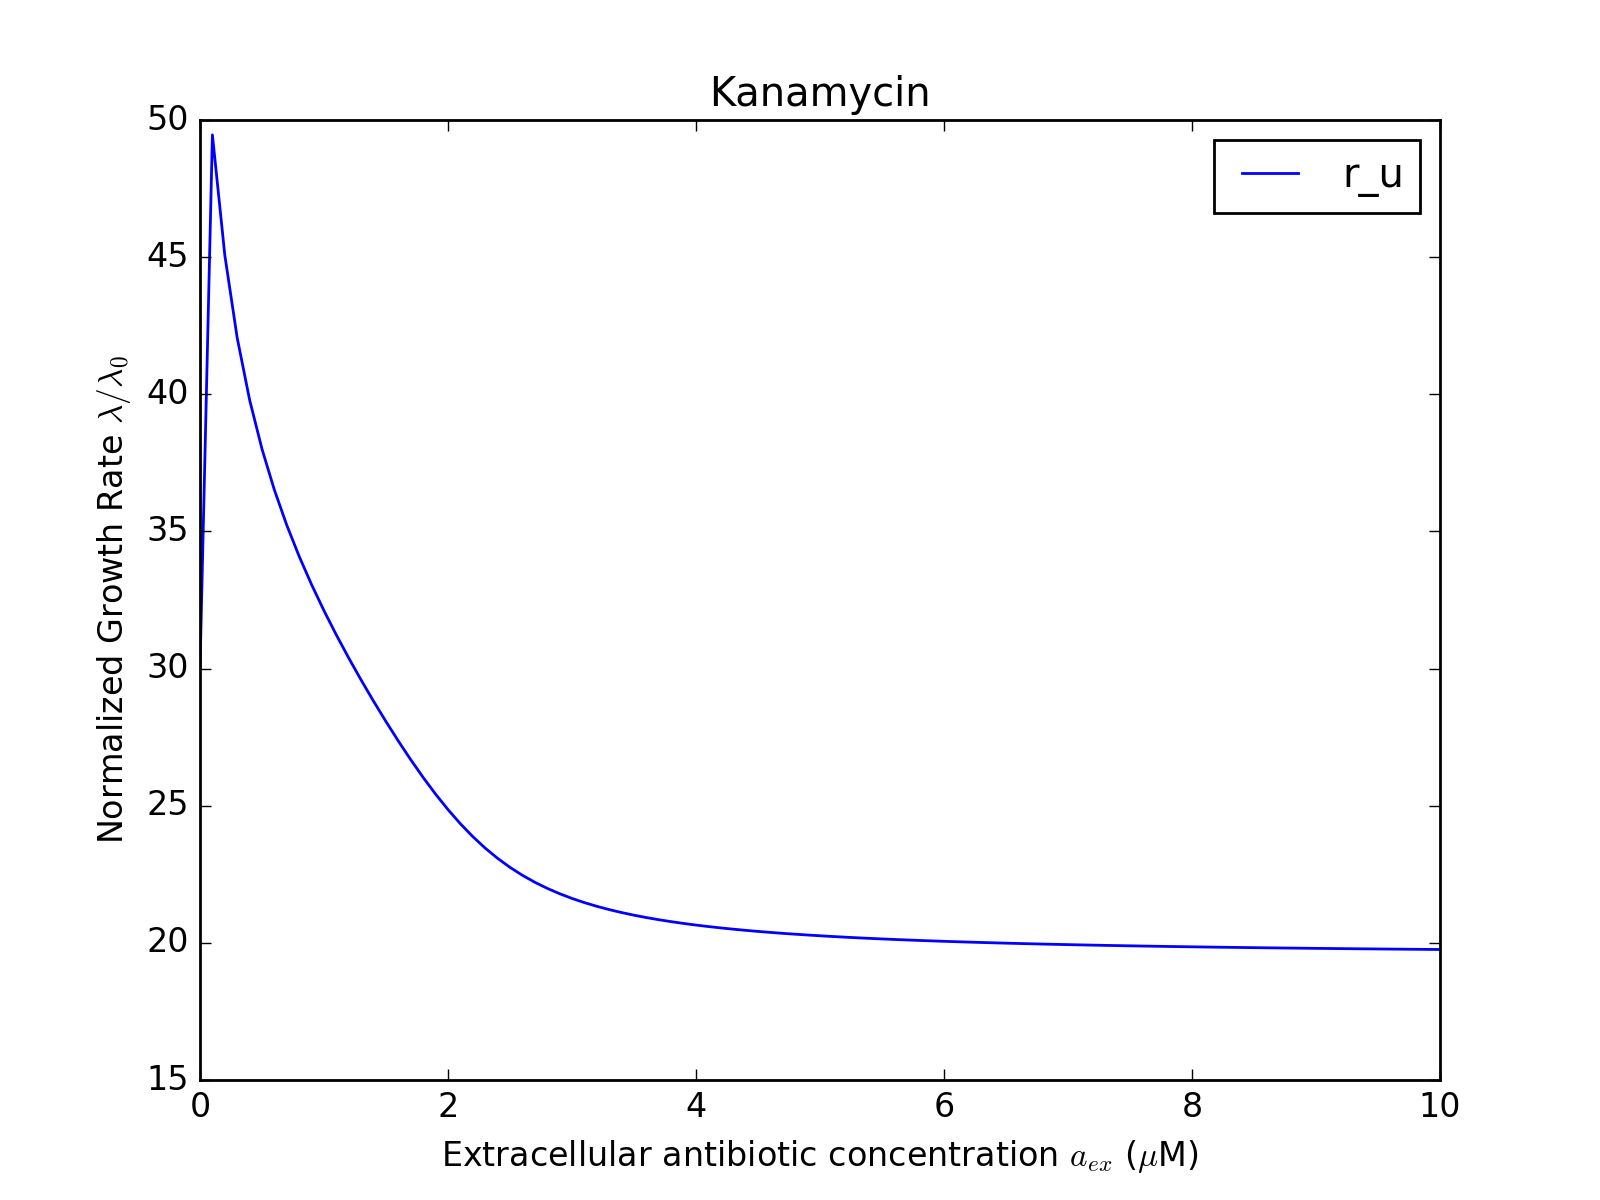 Kanamycin
50
45
40
35
30
25
20
15
0 2 4 6 8 10
r_u
Normalized Growth Rate λ/λ₀
Extracellular antibiotic concentration aₑₓ (μM)